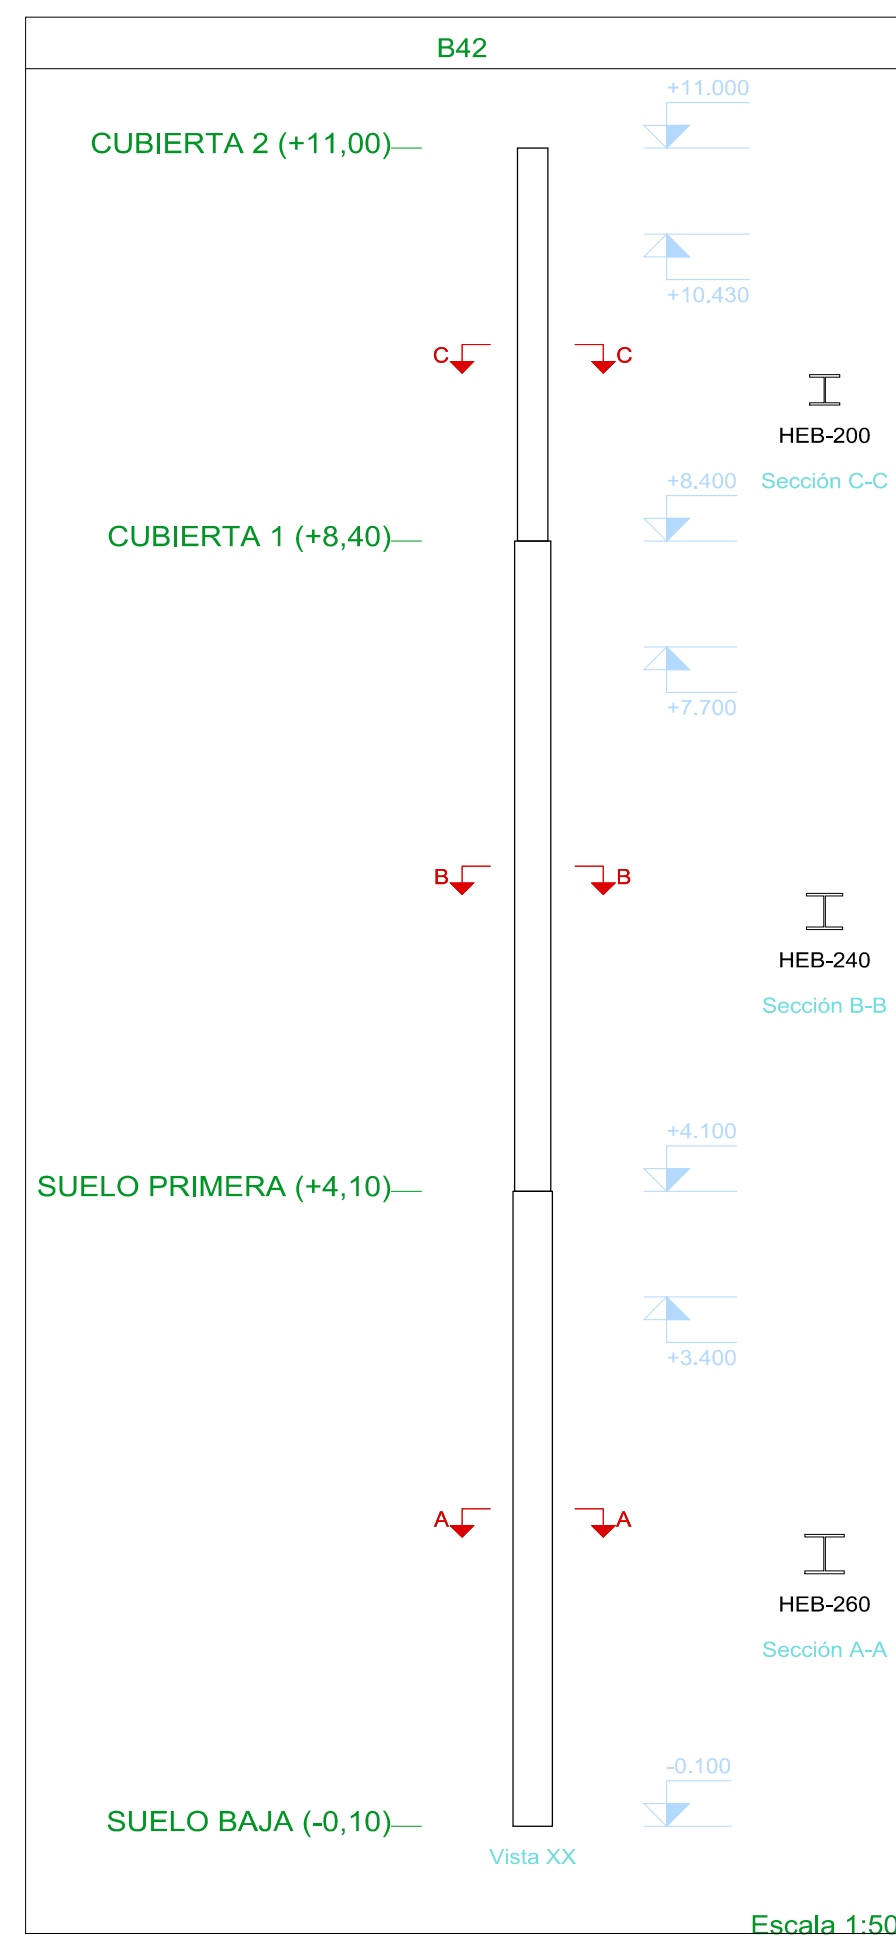 B42
+11.000
CUBIERTA 2 (+11,00)
+10.430
C C
HEB-200
+8.400
Sección C-C
CUBIERTA 1 (+8,40)
+7.700
B B
HEB-240
Sección B-B
+4.100
SUELO PRIMERA (+4,10)
+3.400
A A
HEB-260
Sección A-A
-0.100
SUELO BAJA (-0,10)
Vista XX
Escala 1:50